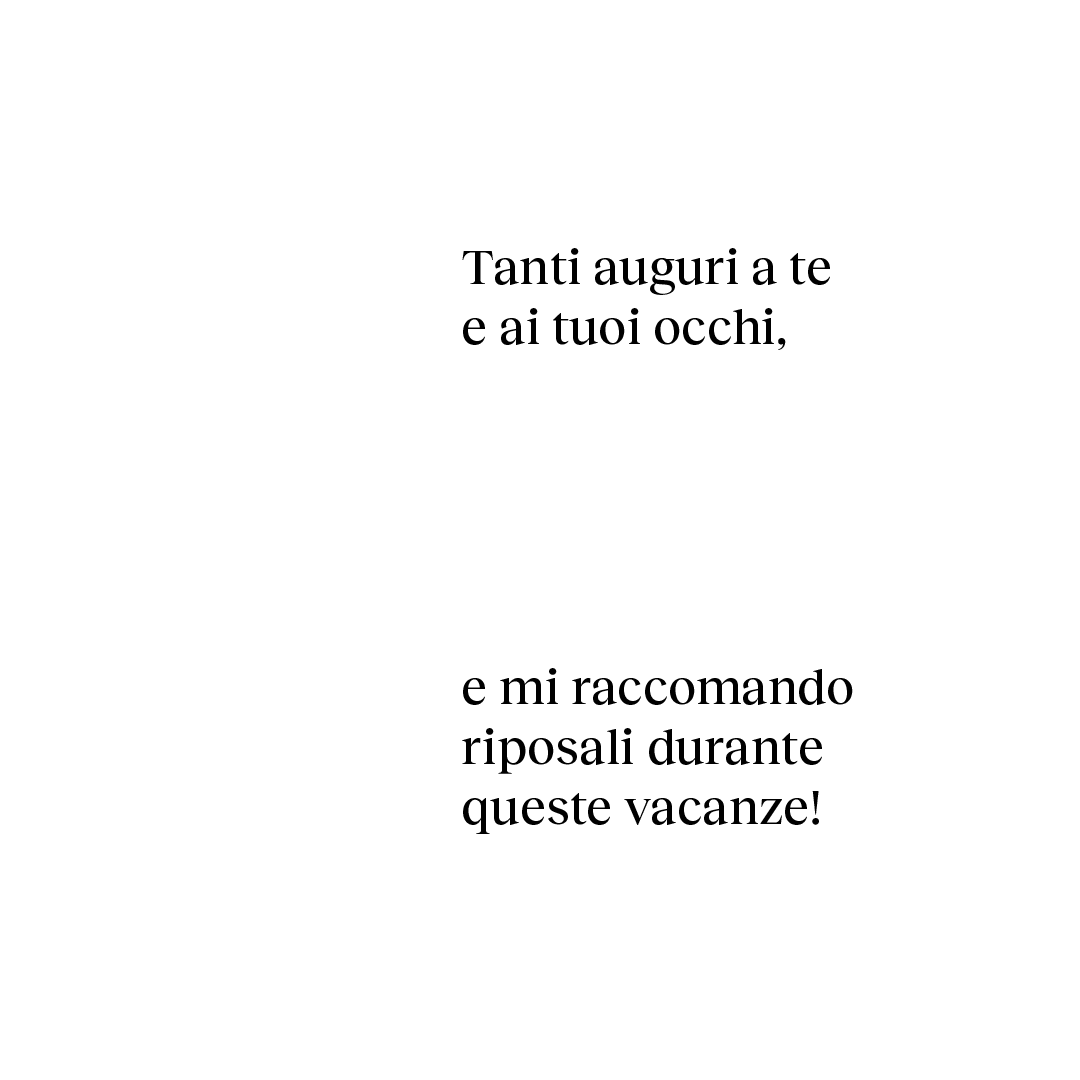 Tanti auguri a te
e ai tuoi occhi,
e mi raccomando
riposali durante
queste vacanze!